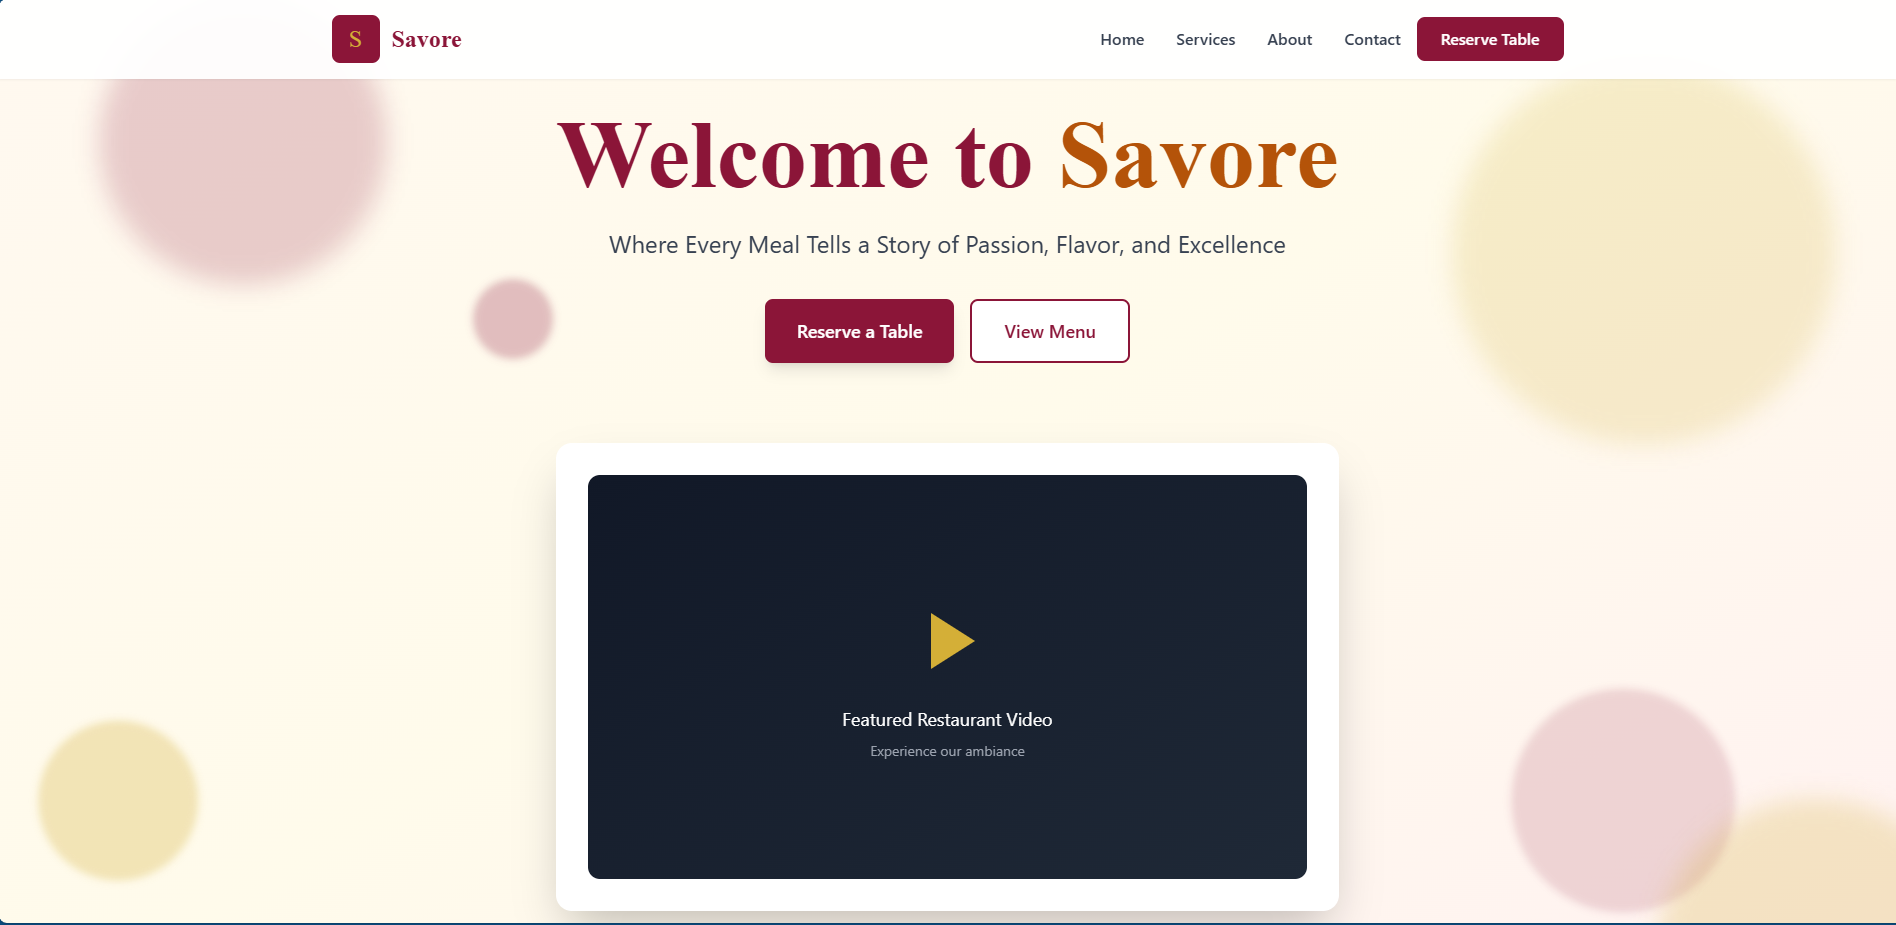 S Savore Home Services About Contact Reserve Table
Welcome to Savore
Where Every Meal Tells a Story of Passion, Flavor, and Excellence
Reserve a Table View Menu
Featured Restaurant Video
Experience our ambiance